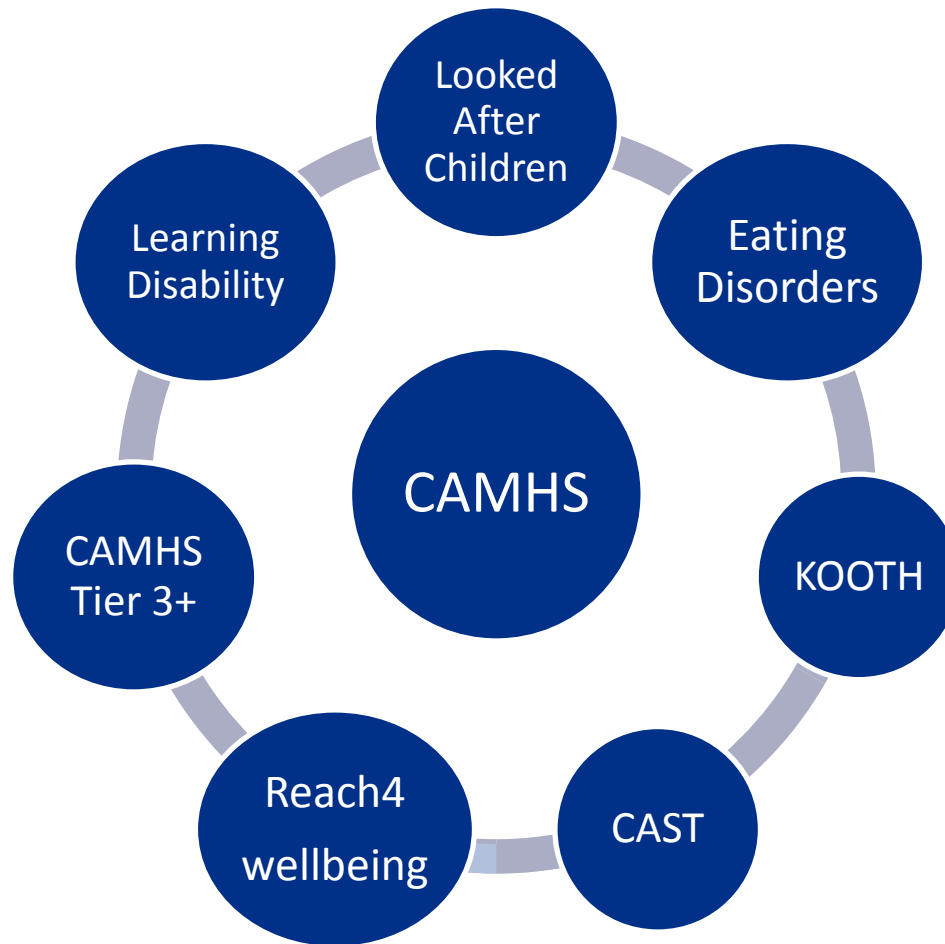 Looked
After
Children
Eating
Disorders
KOOTH
CAST
Reach4
wellbeing
CAMHS
Tier 3+
Learning
Disability
CAMHS